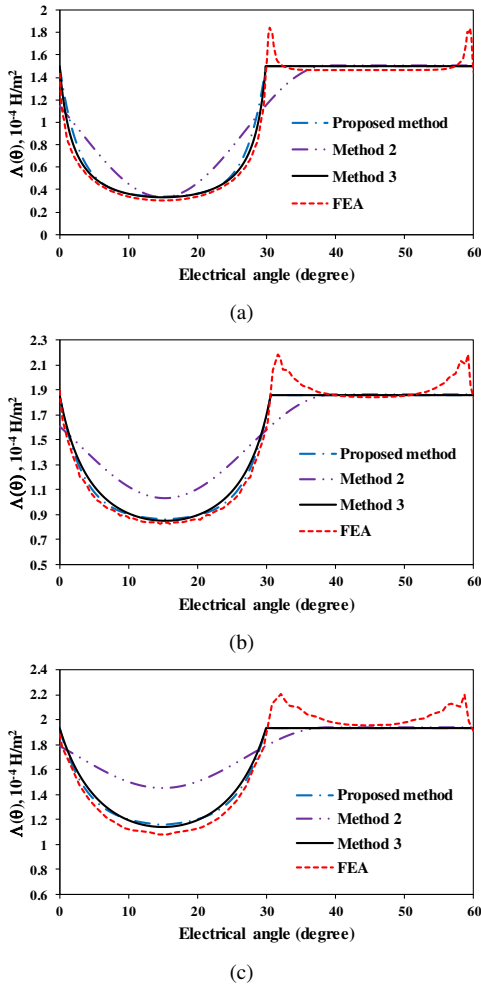 Λ(θ), 10⁻⁴ H/m²
2
1.8
1.6
1.4
1.2
1
0.8
0.6
0.4
0.2
0
Proposed method
Method 2
Method 3
FEA
0 10 20 30 40 50 60
Electrical angle (degree)
(a)
Λ(θ), 10⁻⁴ H/m²
2.3
2.1
1.9
1.7
1.5
1.3
1.1
0.9
0.7
0.5
Proposed method
Method 2
Method 3
FEA
0 10 20 30 40 50 60
Electrical angle (degree)
(b)
Λ(θ), 10⁻⁴ H/m²
2.4
2.2
2
1.8
1.6
1.4
1.2
1
0.8
0.6
Proposed method
Method 2
Method 3
FEA
0 10 20 30 40 50 60
Electrical angle (degree)
(c)